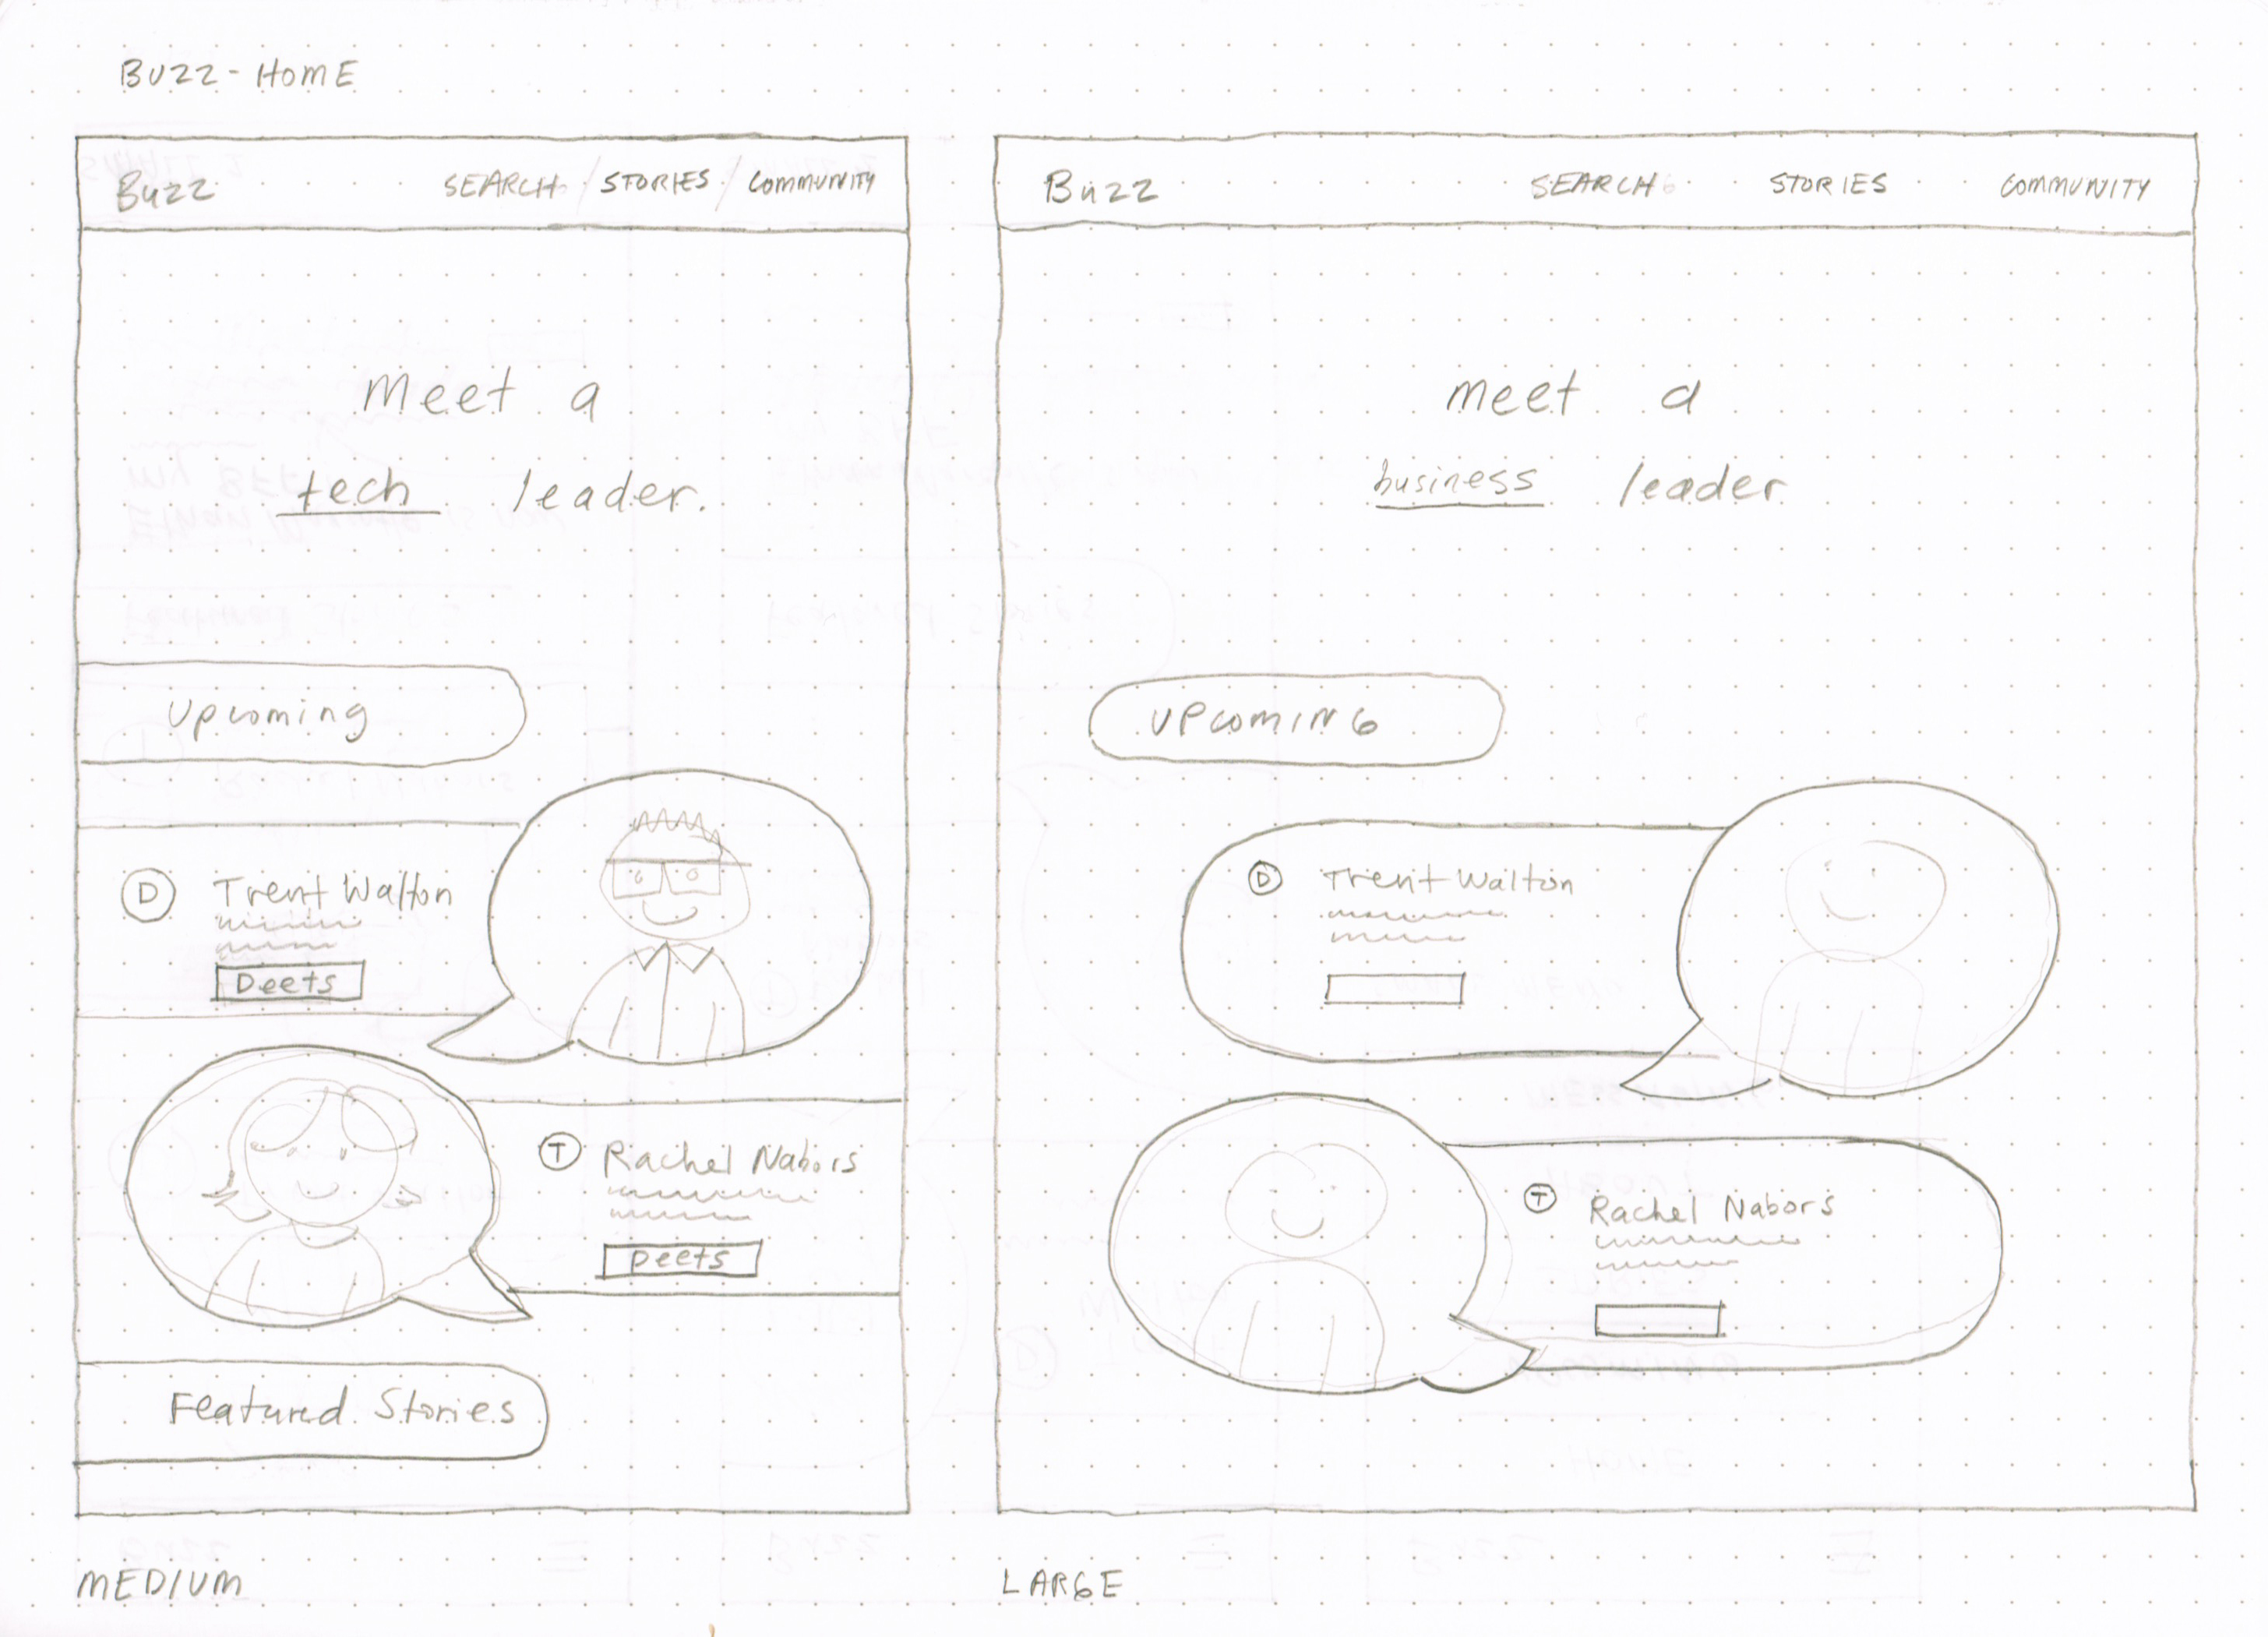 BUZZ - HOME
Buzz SEARCH / STORIES / COMMUNITY
Meet a
tech leader.
Upcoming
D Trent Walton
Deets
T Rachel Nabors
Deets
Featured Stories
MEDIUM
Buzz SEARCH STORIES COMMUNITY
meet a
business leader
UPCOMING
D Trent Walton
T Rachel Nabors
LARGE